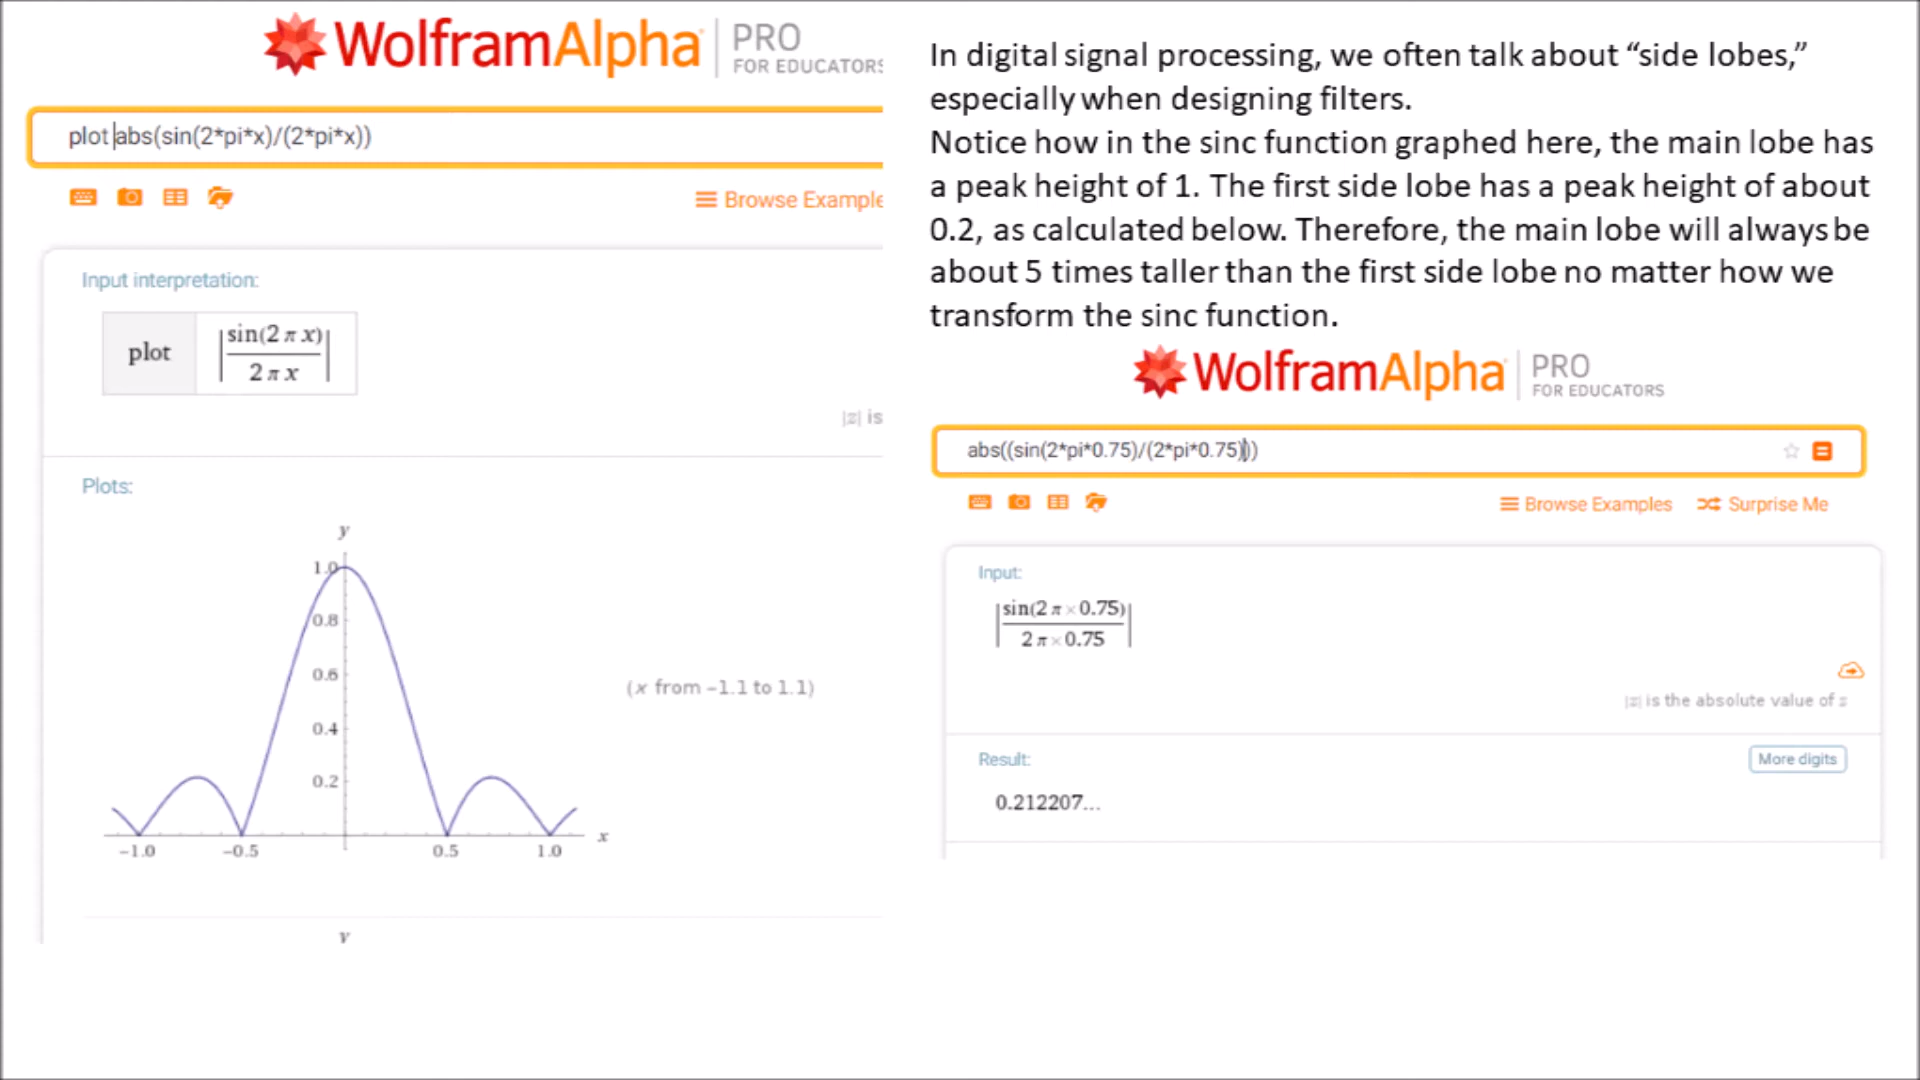 WolframAlpha PRO
FOR EDUCATORS
plot abs(sin(2*pi*x)/(2*pi*x))
Browse Example
Input interpretation:
plot |sin(2 π x)
2 π x|
|z| is
Plots:
y
1.0
0.8
0.6
(x from −1.1 to 1.1)
0.4
0.2
x
−1.0 −0.5 0.5 1.0
y
In digital signal processing, we often talk about “side lobes,”
especially when designing filters.
Notice how in the sinc function graphed here, the main lobe has
a peak height of 1. The first side lobe has a peak height of about
0.2, as calculated below. Therefore, the main lobe will always be
about 5 times taller than the first side lobe no matter how we
transform the sinc function.
WolframAlpha PRO
FOR EDUCATORS
abs((sin(2*pi*0.75)/(2*pi*0.75)))
Browse Examples Surprise Me
Input:
|sin(2 π × 0.75)
2 π × 0.75|
|z| is the absolute value of z
Result: More digits
0.212207...